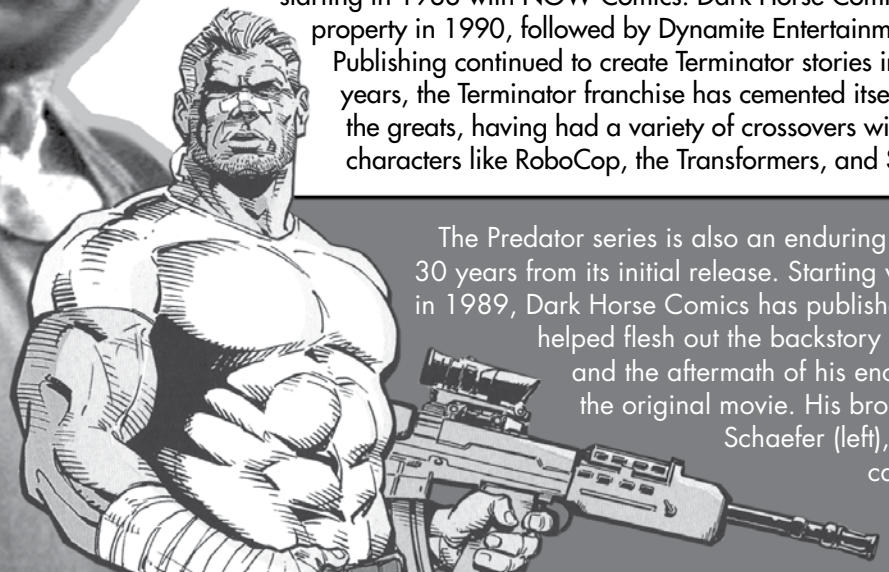 starting in 1988 with NOW Comics. Dark Horse Comi
property in 1990, followed by Dynamite Entertainm
Publishing continued to create Terminator stories i
years, the Terminator franchise has cemented itse
the greats, having had a variety of crossovers wi
characters like RoboCop, the Transformers, and S
The Predator series is also an enduring
30 years from its initial release. Starting
in 1989, Dark Horse Comics has publish
helped flesh out the backstory
and the aftermath of his en
the original movie. His bro
Schaefer (left),
co